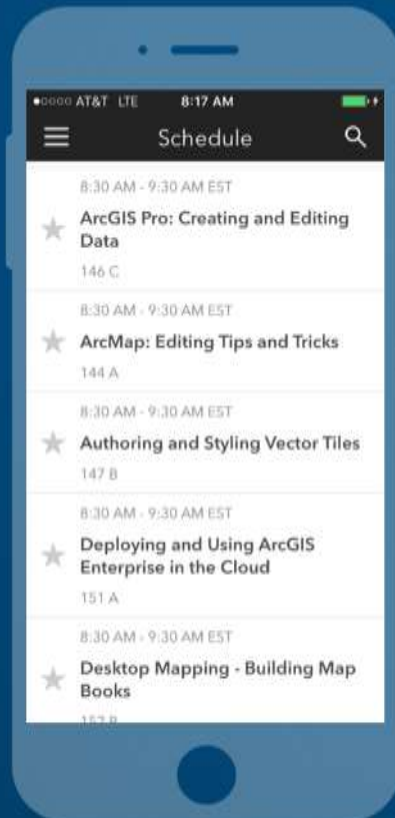 AT&T LTE 8:17 AM
Schedule
8:30 AM - 9:30 AM EST
ArcGIS Pro: Creating and Editing
Data
146 C
8:30 AM - 9:30 AM EST
ArcMap: Editing Tips and Tricks
144 A
8:30 AM - 9:30 AM EST
Authoring and Styling Vector Tiles
147 B
8:30 AM - 9:30 AM EST
Deploying and Using ArcGIS
Enterprise in the Cloud
151 A
8:30 AM - 9:30 AM EST
Desktop Mapping - Building Map
Books